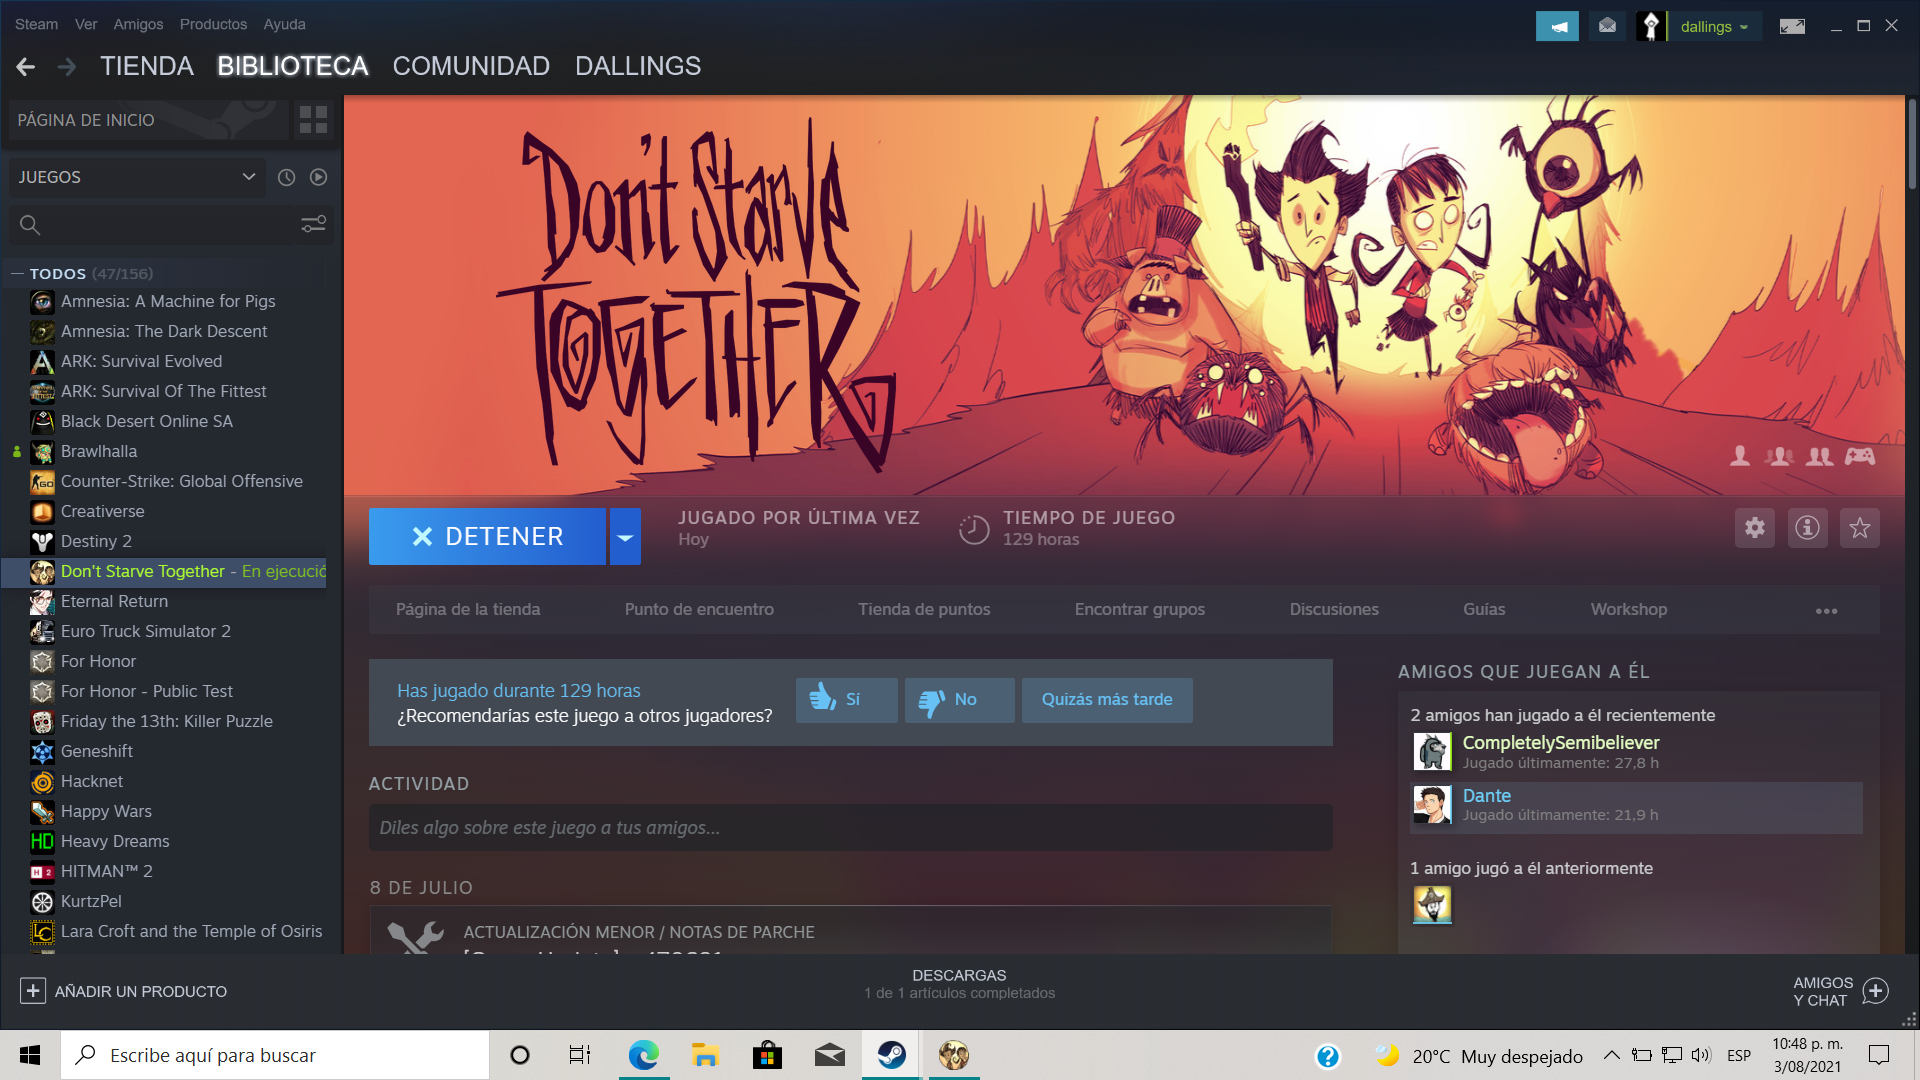 Steam Ver Amigos Productos Ayuda
dallings
TIENDA BIBLIOTECA COMUNIDAD DALLINGS
PÁGINA DE INICIO
JUEGOS
TODOS (47/156)
Amnesia: A Machine for Pigs
Amnesia: The Dark Descent
ARK: Survival Evolved
ARK: Survival Of The Fittest
Black Desert Online SA
Brawlhalla
Counter-Strike: Global Offensive
Creativerse
Destiny 2
Don't Starve Together - En ejecució
Eternal Return
Euro Truck Simulator 2
For Honor
For Honor - Public Test
Friday the 13th: Killer Puzzle
Geneshift
Hacknet
Happy Wars
HD Heavy Dreams
HITMAN™ 2
KurtzPel
LC Lara Croft and the Temple of Osiris
Don't Starve
TOGETHER
DETENER
JUGADO POR ÚLTIMA VEZ
Hoy
TIEMPO DE JUEGO
129 horas
Página de la tienda Punto de encuentro Tienda de puntos Encontrar grupos Discusiones Guías Workshop
Has jugado durante 129 horas
¿Recomendarías este juego a otros jugadores?
Sí No Quizás más tarde
ACTIVIDAD
Diles algo sobre este juego a tus amigos...
8 DE JULIO
ACTUALIZACIÓN MENOR / NOTAS DE PARCHE
AMIGOS QUE JUEGAN A ÉL
2 amigos han jugado a él recientemente
CompletelySemibeliever
Jugado últimamente: 27,8 h
Dante
Jugado últimamente: 21,9 h
1 amigo jugó a él anteriormente
AÑADIR UN PRODUCTO
DESCARGAS
1 de 1 artículos completados
AMIGOS
Y CHAT
Escribe aquí para buscar
20°C Muy despejado
ESP
10:48 p. m.
3/08/2021